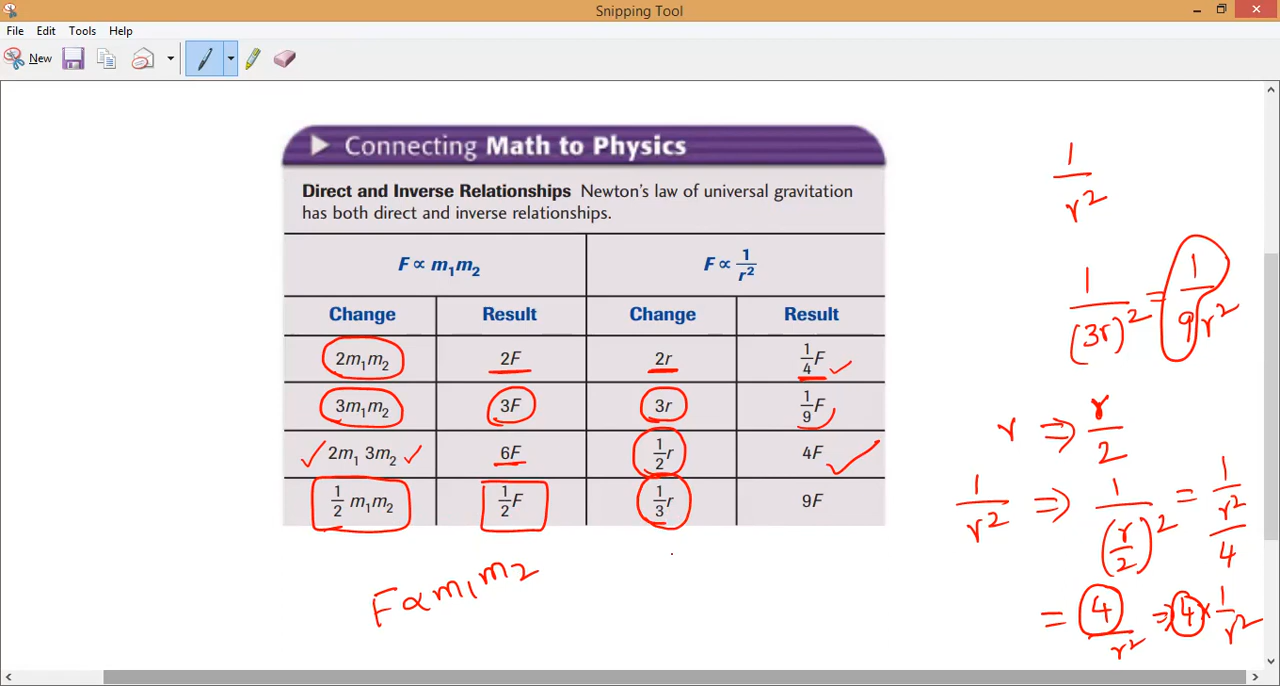 Snipping Tool
File Edit Tools Help
New
Connecting Math to Physics
Direct and Inverse Relationships Newton's law of universal gravitation
has both direct and inverse relationships.
F ∝ m₁m₂ F ∝ 1/r²
Change Result Change Result
2m₁m₂ 2F 2r 1/4 F ✓
3m₁m₂ 3F 3r 1/9 F
✓ 2m₁ 3m₂ ✓ 6F 1/2 r 4F ✓
1/2 m₁m₂ 1/2 F 1/3 r 9F
F ∝ m₁m₂
1/r²
1/(3r)² = 1/9r²
r ⇒ r/2
1/r² ⇒ 1/(r/2)² = 1/(r²/4)
= 4/r² ⇒ 4 × 1/r²